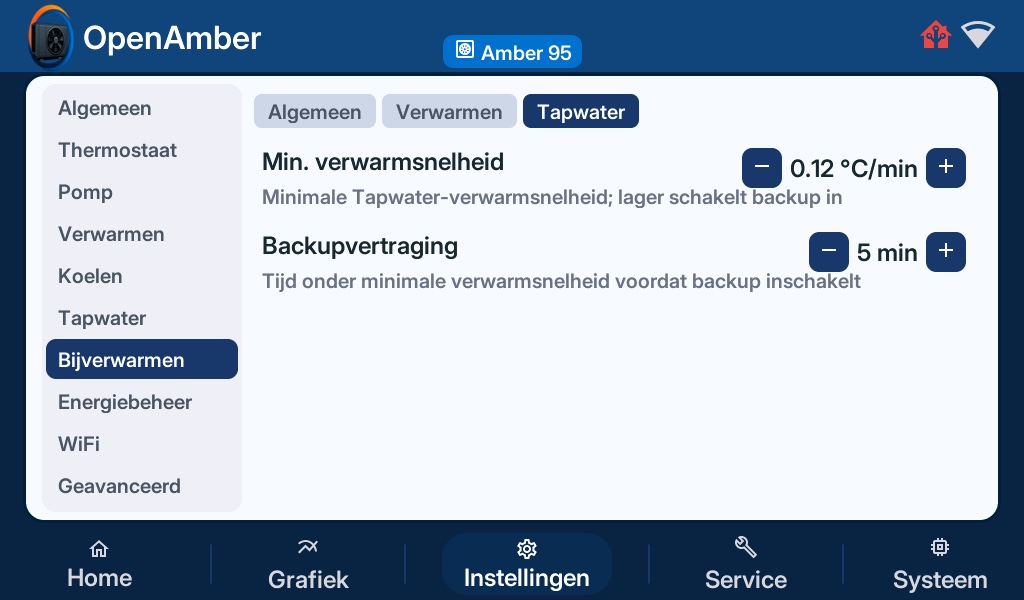 OpenAmber
Amber 95
Algemeen
Thermostaat
Pomp
Verwarmen
Koelen
Tapwater
Bijverwarmen
Energiebeheer
WiFi
Geavanceerd
Algemeen Verwarmen Tapwater
Min. verwarmsnelheid − 0.12 °C/min +
Minimale Tapwater-verwarmsnelheid; lager schakelt backup in
Backupvertraging − 5 min +
Tijd onder minimale verwarmsnelheid voordat backup inschakelt
Home Grafiek Instellingen Service Systeem